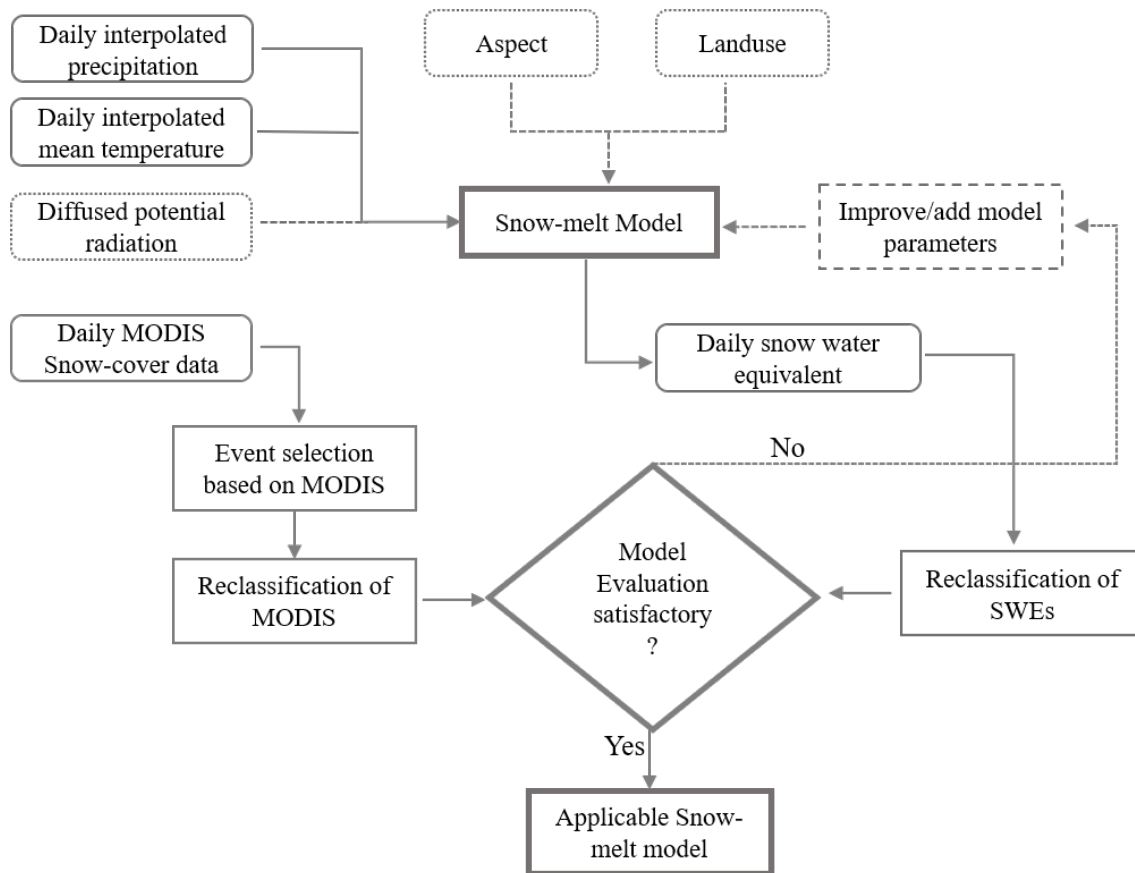 Daily interpolated
precipitation
Aspect
Landuse
Daily interpolated
mean temperature
Diffused potential
radiation
Snow-melt Model
Improve/add model
parameters
Daily MODIS
Snow-cover data
Daily snow water
equivalent
Event selection
based on MODIS
No
Reclassification of
MODIS
Model
Evaluation
satisfactory
?
Reclassification of
SWEs
Yes
Applicable Snow-
melt model